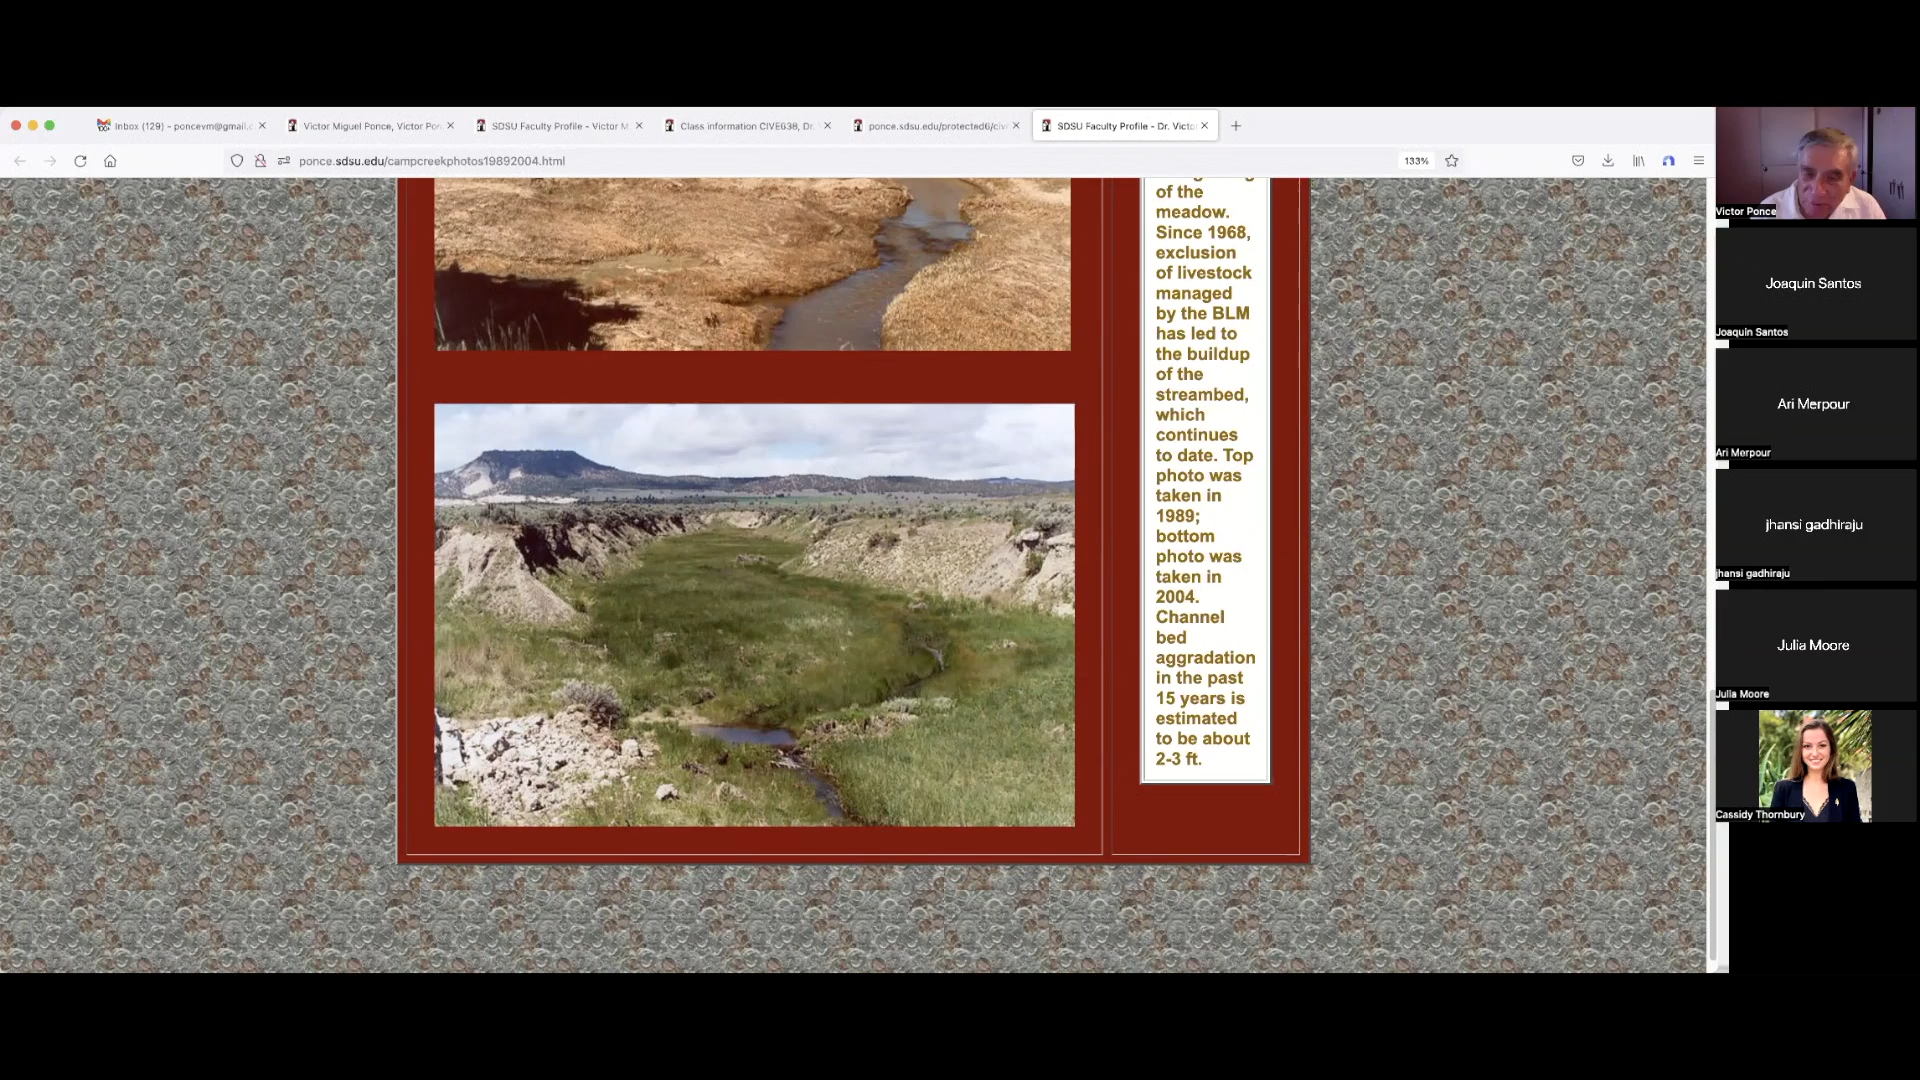 Inbox (129) - poncevm@gmail.c
Victor Miguel Ponce, Victor Pon
SDSU Faculty Profile - Victor M
Class information CIVE638, Dr.
ponce.sdsu.edu/protected6/civ
SDSU Faculty Profile - Dr. Victor
ponce.sdsu.edu/campcreekphotos19892004.html
133%
of the
meadow.
Since 1968,
exclusion
of livestock
managed
by the BLM
has led to
the buildup
of the
streambed,
which
continues
to date. Top
photo was
taken in
1989;
bottom
photo was
taken in
2004.
Channel
bed
aggradation
in the past
15 years is
estimated
to be about
2-3 ft.
Victor Ponce
Joaquin Santos
Joaquin Santos
Ari Merpour
Ari Merpour
jhansi gadhiraju
jhansi gadhiraju
Julia Moore
Julia Moore
Cassidy Thornbury